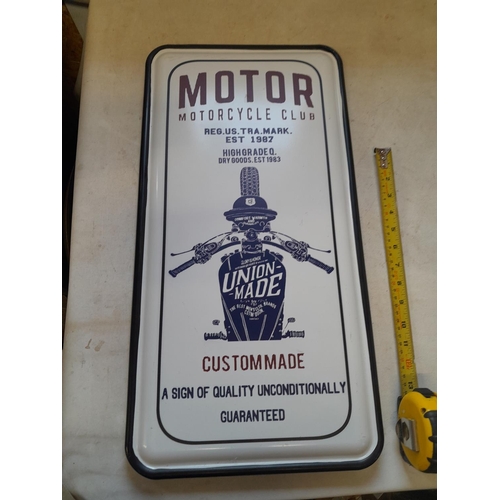 MOTOR
MOTORCYCLE CLUB
REG.US.TRA.MARK.
EST 1987
HIGHGRADE Q.
DRY GOODS. EST 1983
UNION-
MADE
CUSTOMMADE
A SIGN OF QUALITY UNCONDITIONALLY
GUARANTEED